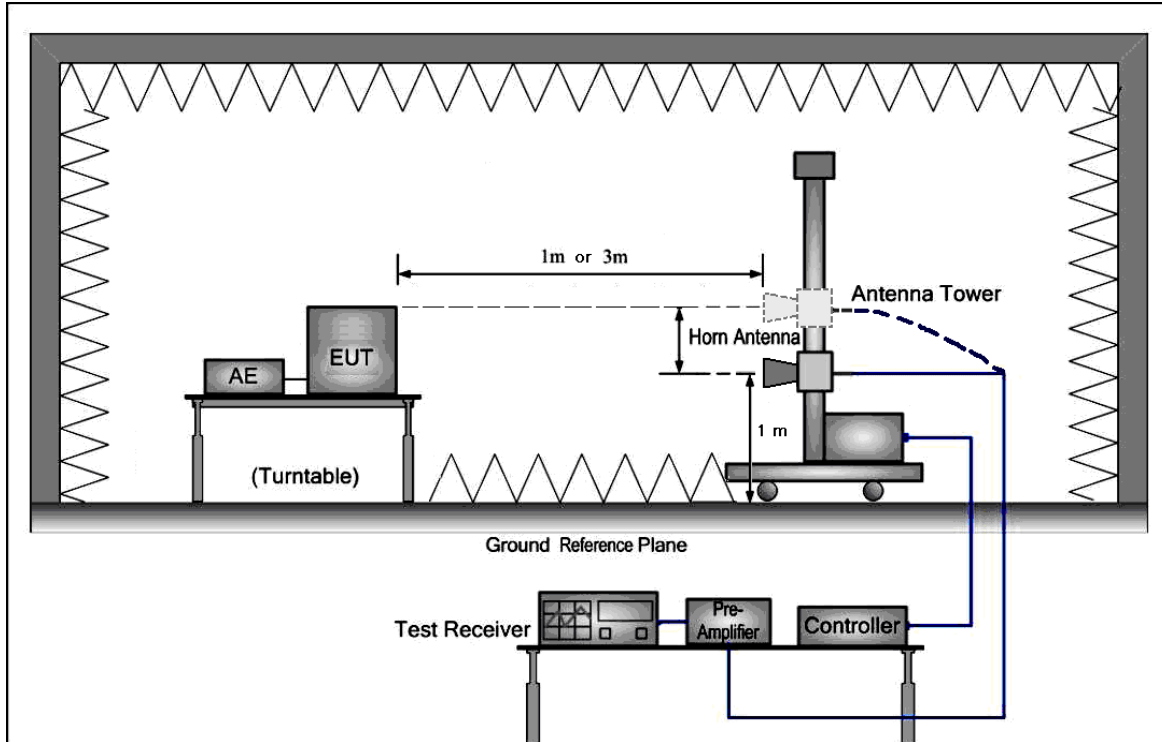 1m or 3m
Antenna Tower
Horn Antenna
EUT
AE
1 m
(Turntable)
Ground Reference Plane
Test Receiver
Pre-
Amplifier
Controller